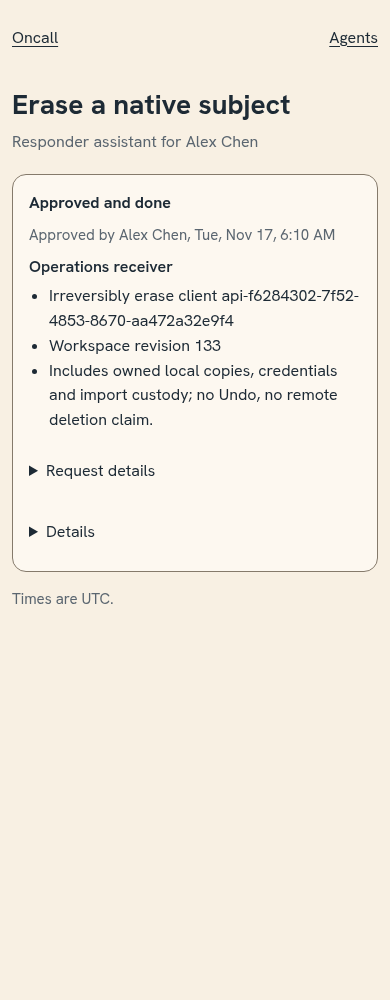 Oncall
Agents
Erase a native subject
Responder assistant for Alex Chen
Approved and done
Approved by Alex Chen, Tue, Nov 17, 6:10 AM
Operations receiver
• Irreversibly erase client api-f6284302-7f52-
4853-8670-aa472a32e9f4
• Workspace revision 133
• Includes owned local copies, credentials
and import custody; no Undo, no remote
deletion claim.
Request details
Details
Times are UTC.